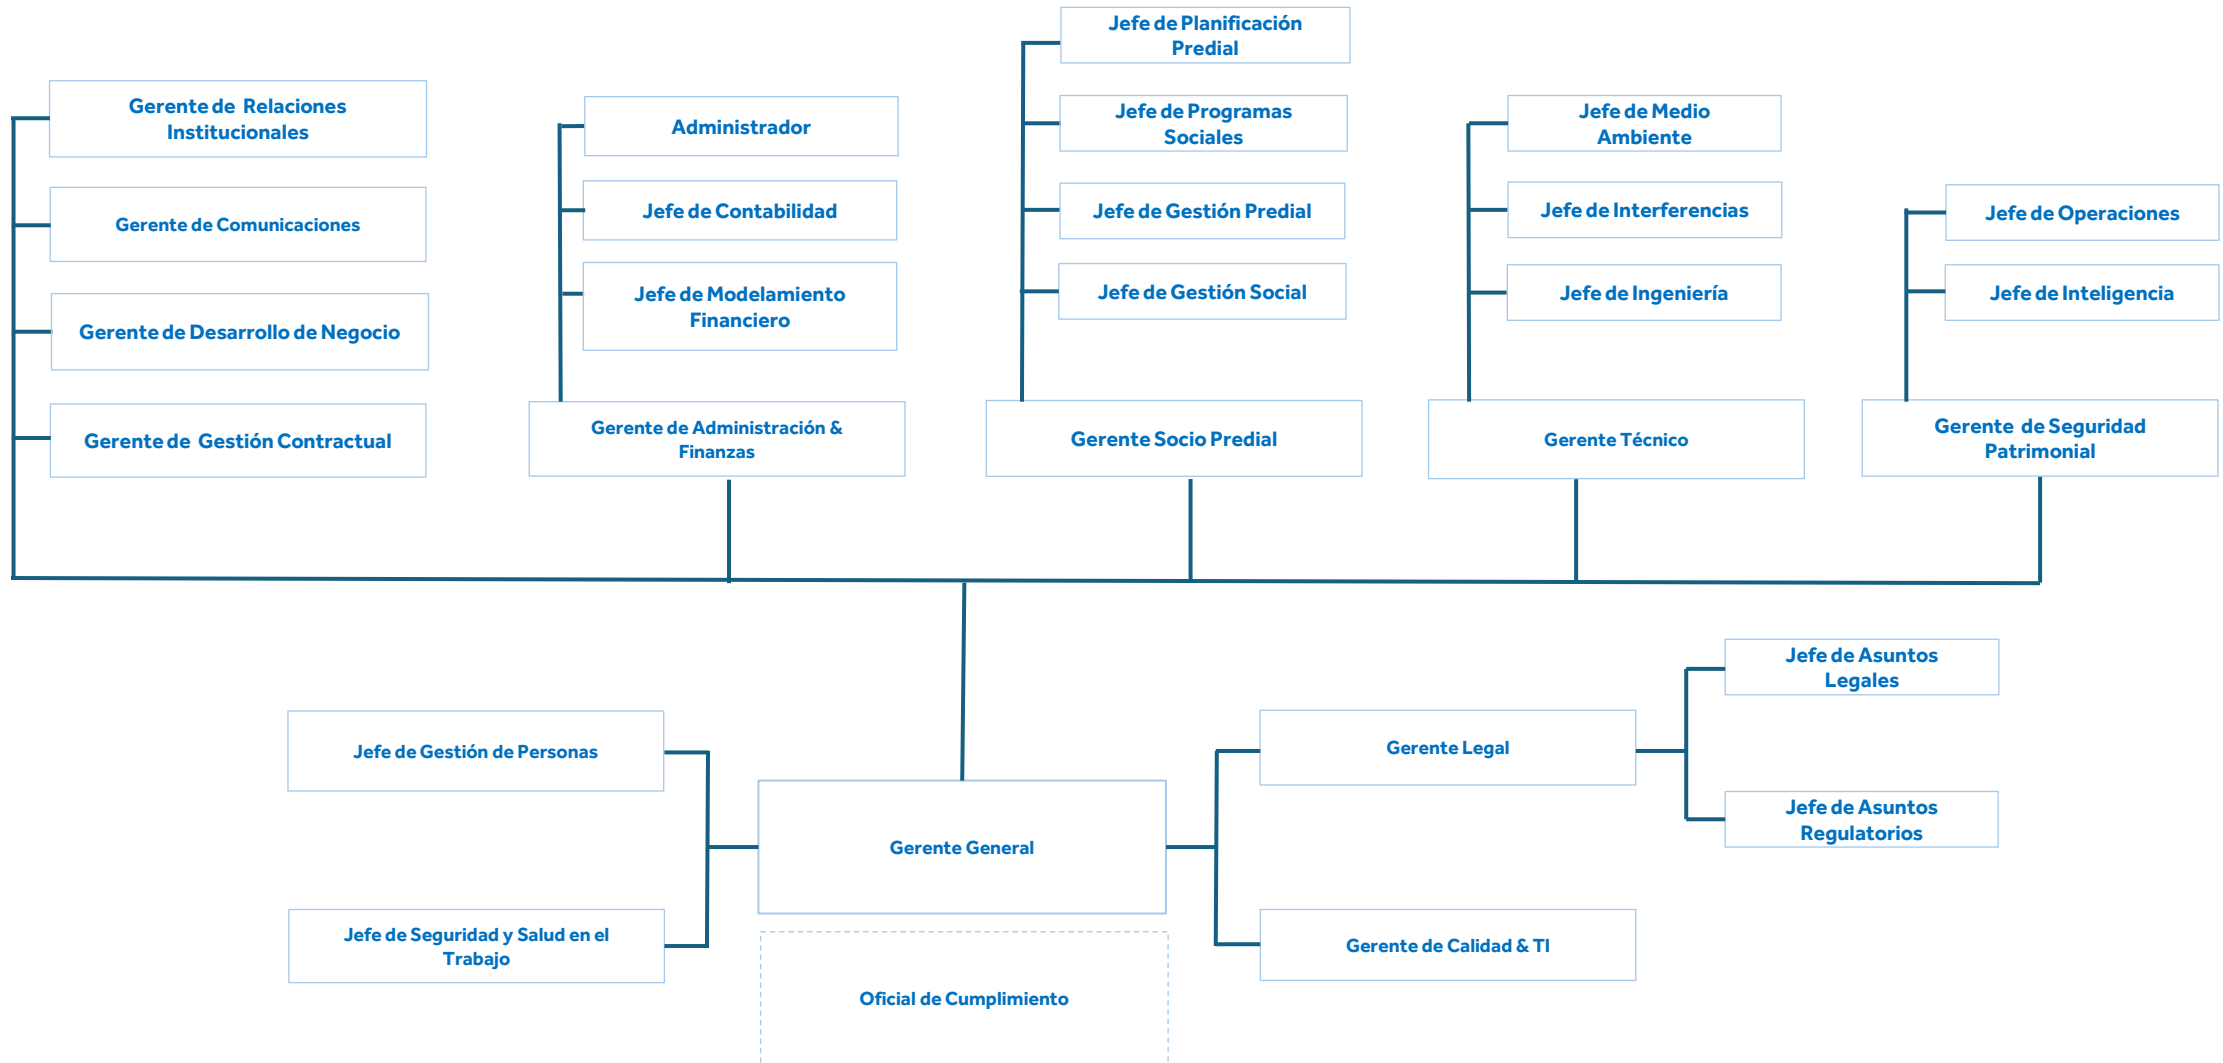 Jefe de Planificación
Predial
Gerente de Relaciones
Institucionales
Administrador
Jefe de Programas
Sociales
Jefe de Medio
Ambiente
Gerente de Comunicaciones
Jefe de Contabilidad
Jefe de Gestión Predial
Jefe de Interferencias
Jefe de Operaciones
Gerente de Desarrollo de Negocio
Jefe de Modelamiento
Financiero
Jefe de Gestión Social
Jefe de Ingeniería
Jefe de Inteligencia
Gerente de Gestión Contractual
Gerente de Administración &
Finanzas
Gerente Socio Predial
Gerente Técnico
Gerente de Seguridad
Patrimonial
Jefe de Asuntos
Legales
Jefe de Gestión de Personas
Gerente Legal
Jefe de Asuntos
Regulatorios
Gerente General
Jefe de Seguridad y Salud en el
Trabajo
Gerente de Calidad & TI
Oficial de Cumplimiento